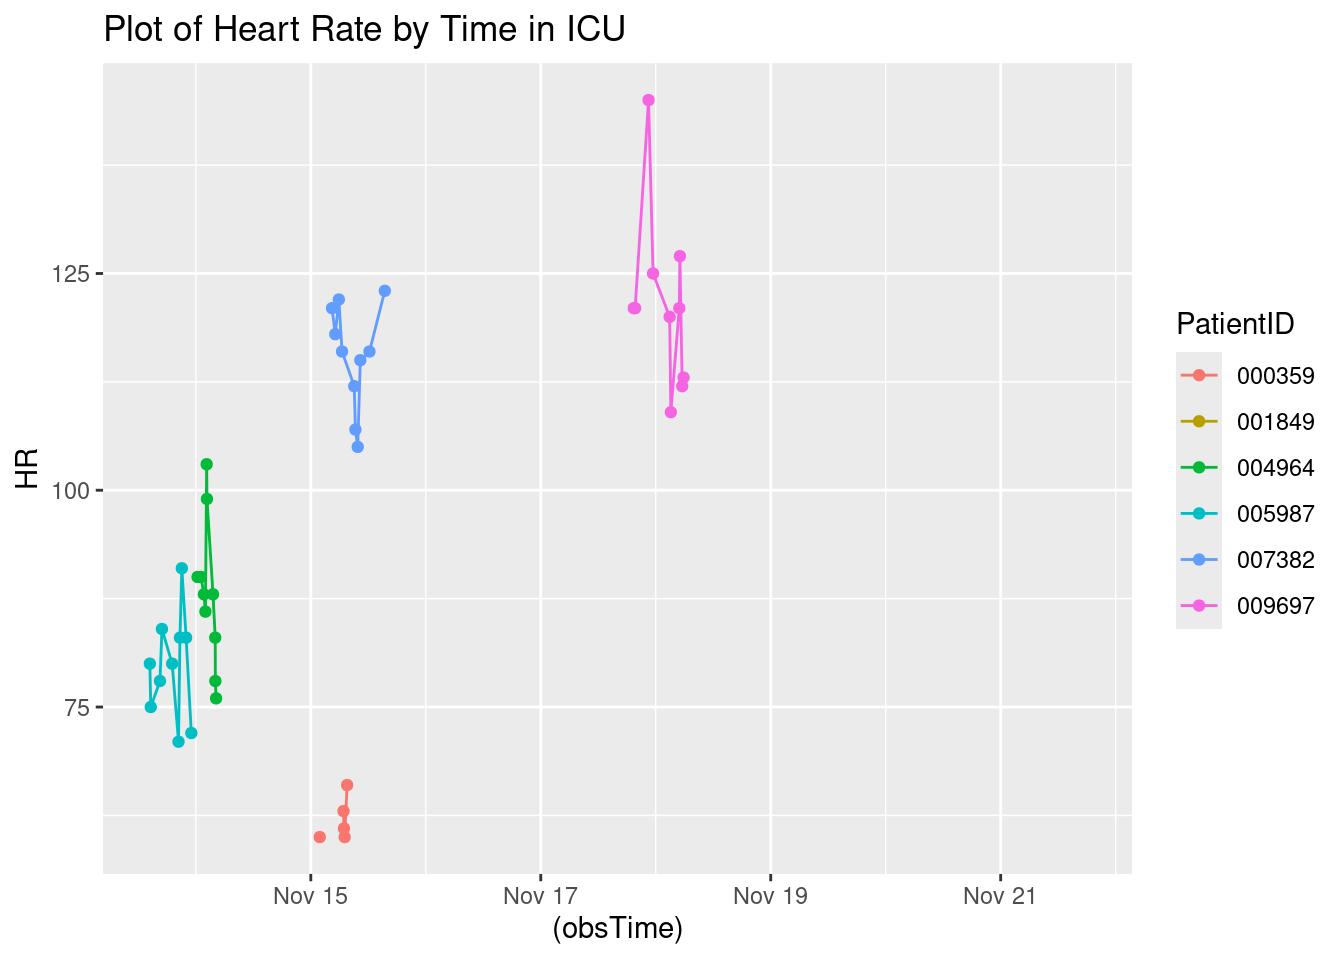 Plot of Heart Rate by Time in ICU
HR
125
100
75
Nov 15
Nov 17
Nov 19
Nov 21
(obsTime)
PatientID
000359
001849
004964
005987
007382
009697